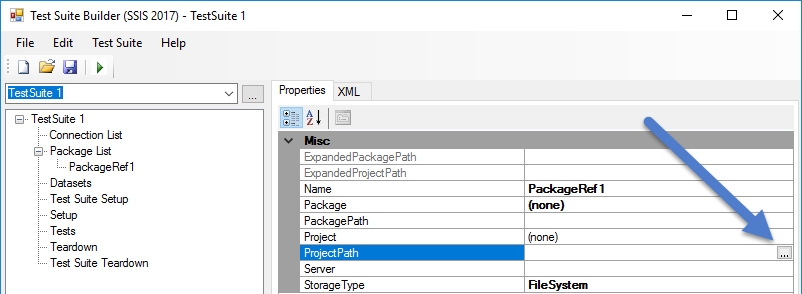 Test Suite Builder (SSIS 2017) - TestSuite 1
File Edit Test Suite Help
TestSuite 1 ...
TestSuite 1
Connection List
Package List
PackageRef1
Datasets
Test Suite Setup
Setup
Tests
Teardown
Test Suite Teardown
Properties XML
A Z
Misc
ExpandedPackagePath
ExpandedProjectPath
Name PackageRef1
Package (none)
PackagePath
Project (none)
ProjectPath ...
Server
StorageType FileSystem